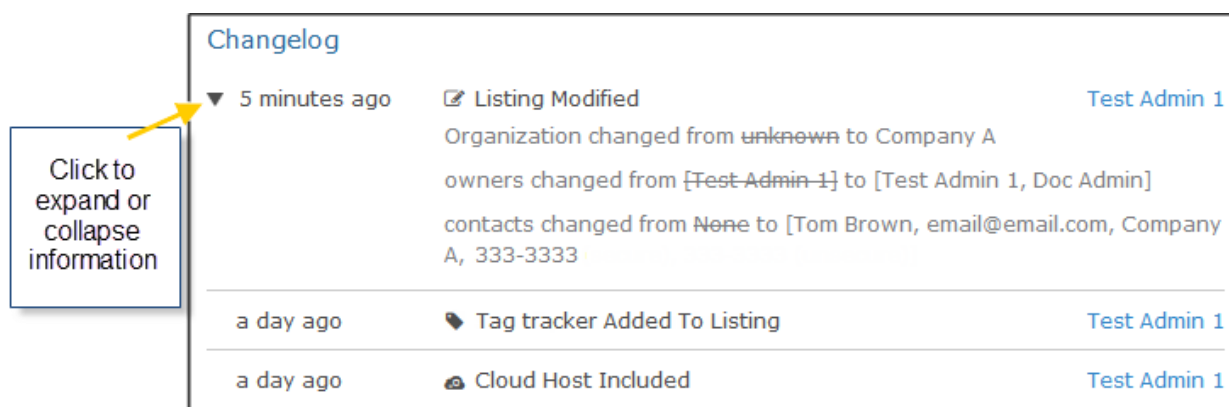 Changelog
5 minutes ago Listing Modified Test Admin 1
Organization changed from unknown to Company A
owners changed from [Test Admin 1] to [Test Admin 1, Doc Admin]
contacts changed from None to [Tom Brown, email@email.com, Company
A, 333-3333
Click to
expand or
collapse
information
a day ago Tag tracker Added To Listing Test Admin 1
a day ago Cloud Host Included Test Admin 1